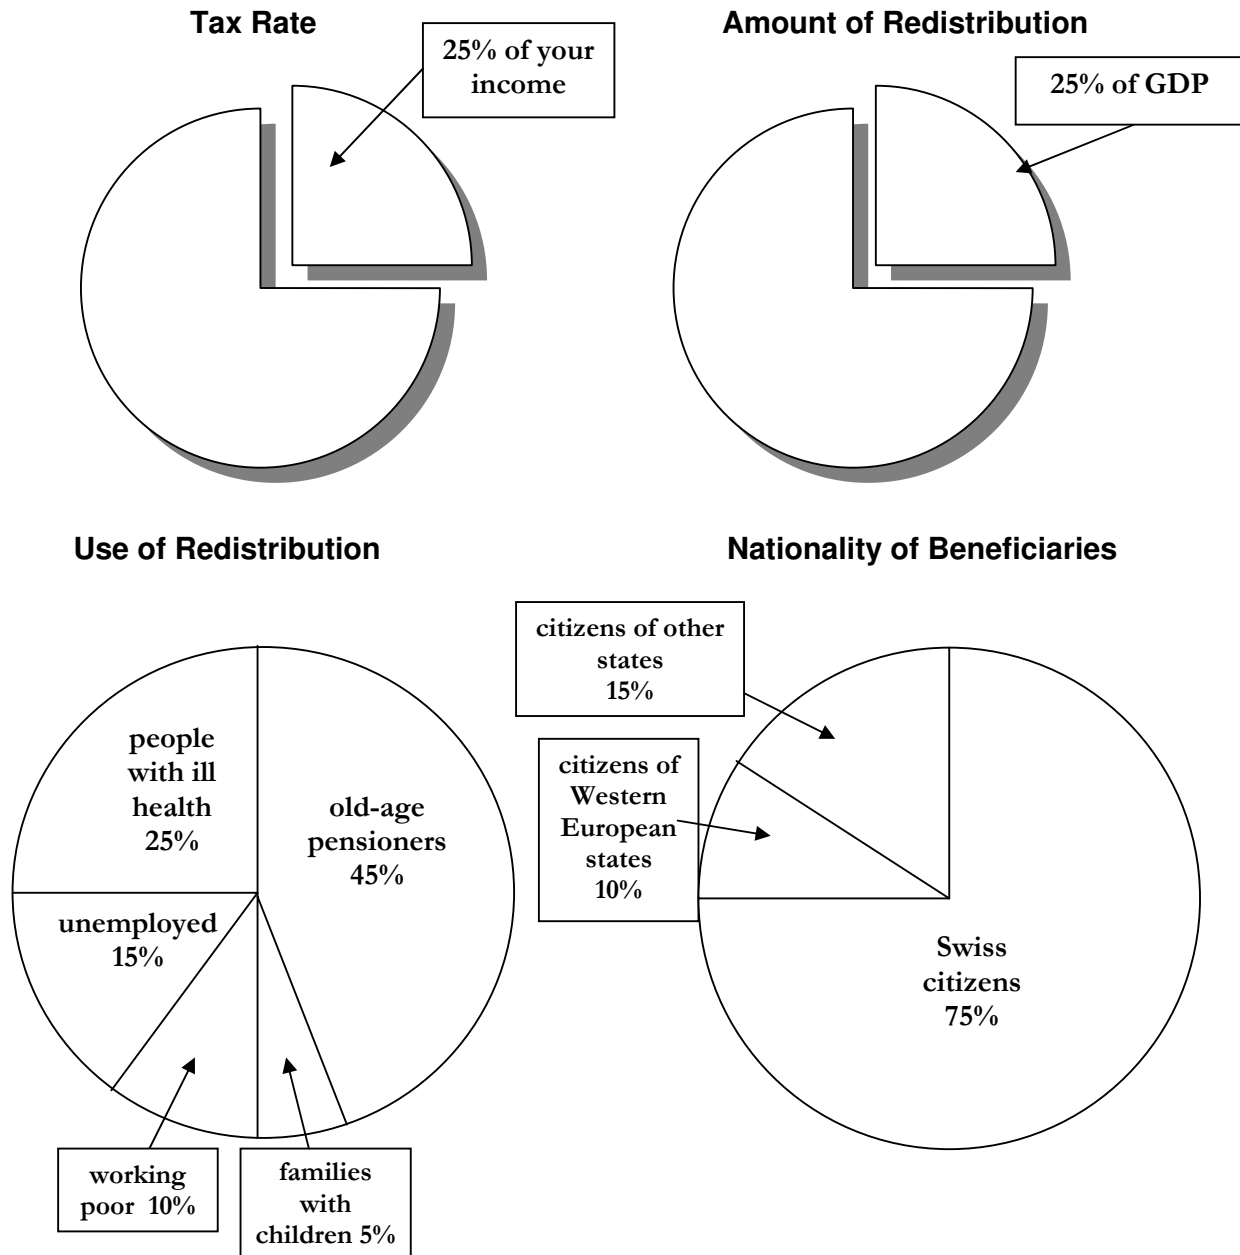 Tax Rate
25% of your
income
Amount of Redistribution
25% of GDP
Use of Redistribution
people
with ill
health
25%
old-age
pensioners
45%
unemployed
15%
working
poor 10%
families
with
children 5%
Nationality of Beneficiaries
citizens of other
states
15%
citizens of
Western
European
states
10%
Swiss
citizens
75%